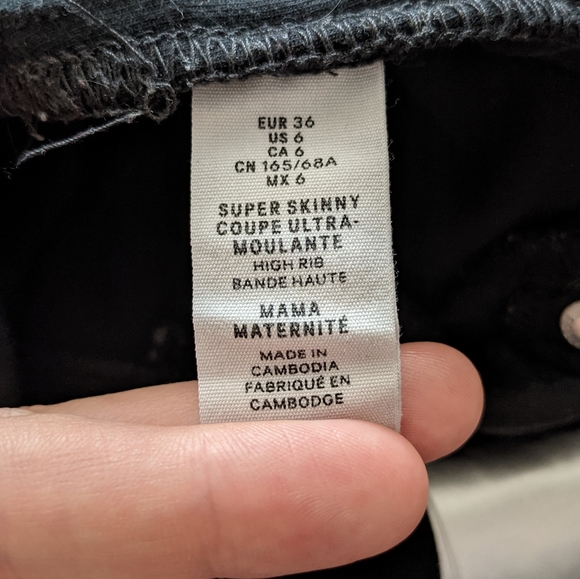 EUR 36
US 6
CA 6
CN 165/68A
MX 6
SUPER SKINNY
COUPE ULTRA-
MOULANTE
HIGH RIB
BANDE HAUTE
MAMA
MATERNITÉ
MADE IN
CAMBODIA
FABRIQUÉ EN
CAMBODGE